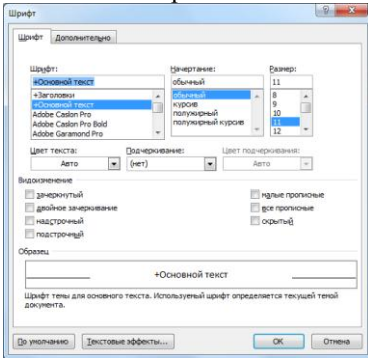 Шрифт
Шрифт Дополнительно
Шрифт: Начертание: Размер:
+Основной текст обычный 11
+Заголовки обычный 8
+Основной текст курсив 9
Adobe Caslon Pro полужирный 10
Adobe Caslon Pro Bold полужирный курсив 11
Adobe Garamond Pro 12
Цвет текста: Подчеркивание: Цвет подчеркивания:
Авто (нет) Авто
Видоизменение
зачеркнутый малые прописные
двойное зачеркивание все прописные
надстрочный скрытый
подстрочный
Образец
+Основной текст
Шрифт темы для основного текста. Используемый шрифт определяется текущей темой
документа.
По умолчанию Текстовые эффекты... ОК Отмена